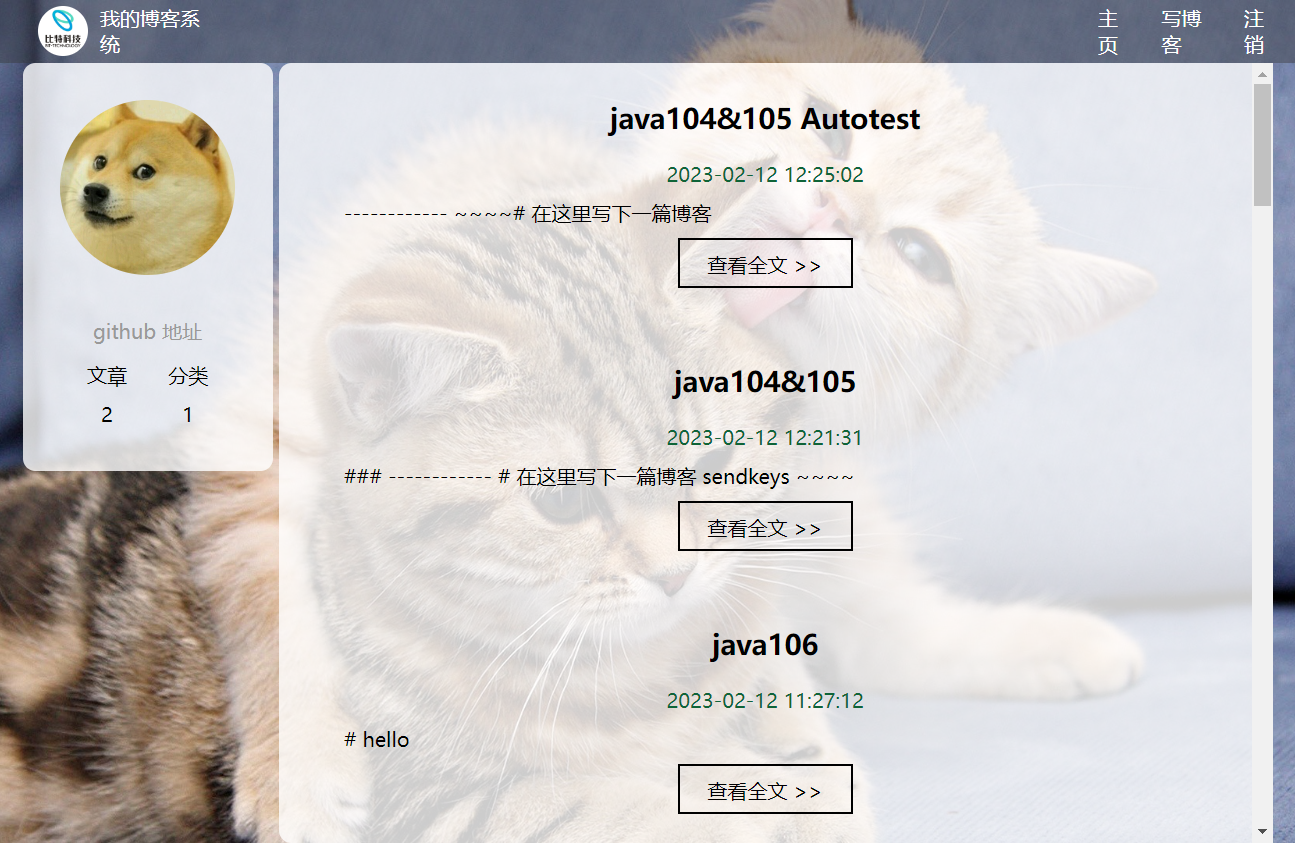 比特科技
BIT-TECHNOLOGY
我的博客系
统
主
页
写博
客
注
销
github 地址
文章 分类
2 1
java104&105 Autotest
2023-02-12 12:25:02
------------ ~~~~# 在这里写下一篇博客
查看全文 >>
java104&105
2023-02-12 12:21:31
### ------------ # 在这里写下一篇博客 sendkeys ~~~~
查看全文 >>
java106
2023-02-12 11:27:12
# hello
查看全文 >>